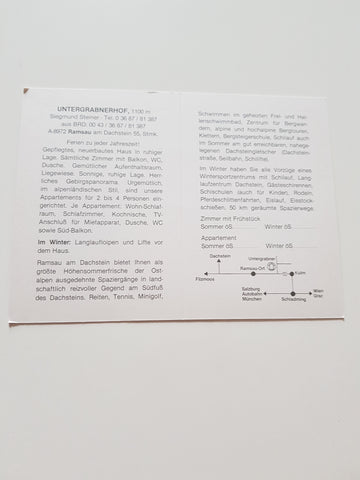 UNTERGRABNERHOF, 1100 m
Siegmund Steiner - Tel. 0 36 87 / 81 387
aus BRD: 00 43 / 36 87 / 81 387
A-8972 Ramsau am Dachstein 55, Stmk.
Ferien zu jeder Jahreszeit!
Gepflegtes, neuerbautes Haus in ruhiger
Lage. Sämtliche Zimmer mit Balkon, WC,
Dusche, Gemütlicher Aufenthaltsraum,
Liegewiese. Sonnige, ruhige Lage. Herr-
liches Gebirgspanorama. Urgemütlich,
im alpenländischen Stil, sind unsere
Appartements für 2 bis 4 Personen ein-
gerichtet. Je Appartement: Wohn-Schlaf-
raum, Schlafzimmer, Kochnische, TV-
Anschluß für Mietapparat, Dusche, WC
sowie Süd-Balkon.
Im Winter: Langlaufloipen und Lifte vor
dem Haus.
Ramsau am Dachstein bietet Ihnen als
größte Höhensommerfrische der Ost-
alpen ausgedehnte Spaziergänge in land-
schaftlich reizvoller Gegend am Südfuß
des Dachsteins, Reiten, Tennis, Minigolf,
Schwimmen im geheizten Frei- und Hal-
lenschwimmbad, Zentrum für Bergwan-
dern, alpine und hochalpine Bergtouren,
Klettern, Bergsteigerschule, Schilauf auch
im Sommer am gut erreichbaren, nahege-
legenen Dachsteingletscher (Dachstein-
straße, Seilbahn, Schilifte).
Im Winter haben Sie alle Vorzüge eines
Wintersportzentrums mit Schilauf, Lang-
laufzentrum Dachstein, Gästeschirennen,
Schischulen (auch für Kinder), Rodeln,
Pferdeschlittenfahrten, Eislauf, Eisstock-
schießen, 50 km geräumte Spazierwege.
Zimmer mit Frühstück
Sommer öS Winter öS
Appartement
Sommer öS Winter öS
Dachstein
Untergrabner
Ramsau-Ort
Filzmoos
Kulm
Salzburg
Autobahn
München
Schladming
Wien
Graz